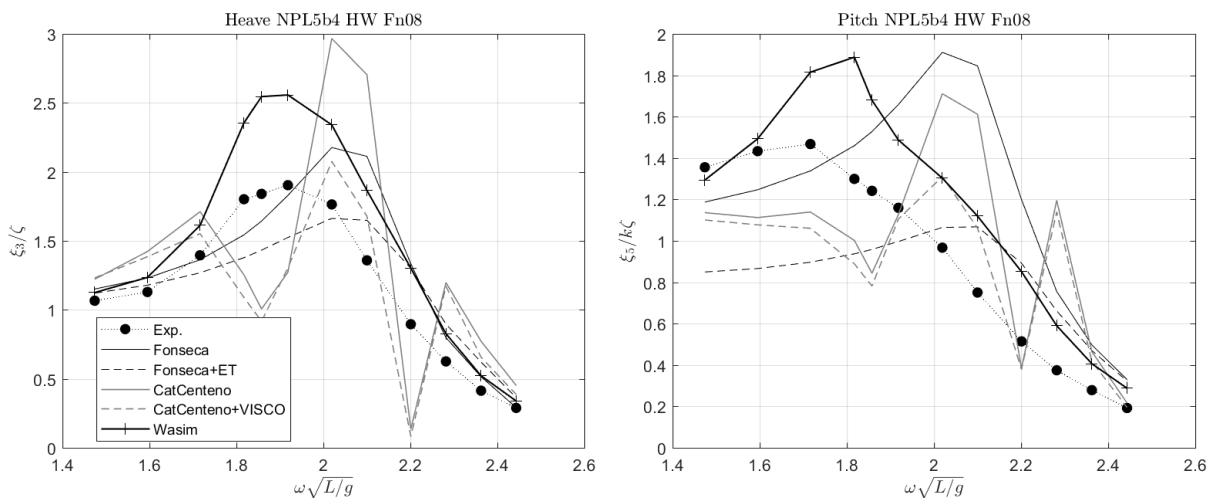 Heave NPL5b4 HW Fn08
3
2.5
2
1.5
1
0.5
0
ξ₃/ζ
Exp.
Fonseca
Fonseca+ET
CatCenteno
CatCenteno+VISCO
Wasim
1.4 1.6 1.8 2 2.2 2.4 2.6
ω√L/g
Pitch NPL5b4 HW Fn08
2
1.8
1.6
1.4
1.2
1
0.8
0.6
0.4
0.2
0
ξ₅/kζ
1.4 1.6 1.8 2 2.2 2.4 2.6
ω√L/g